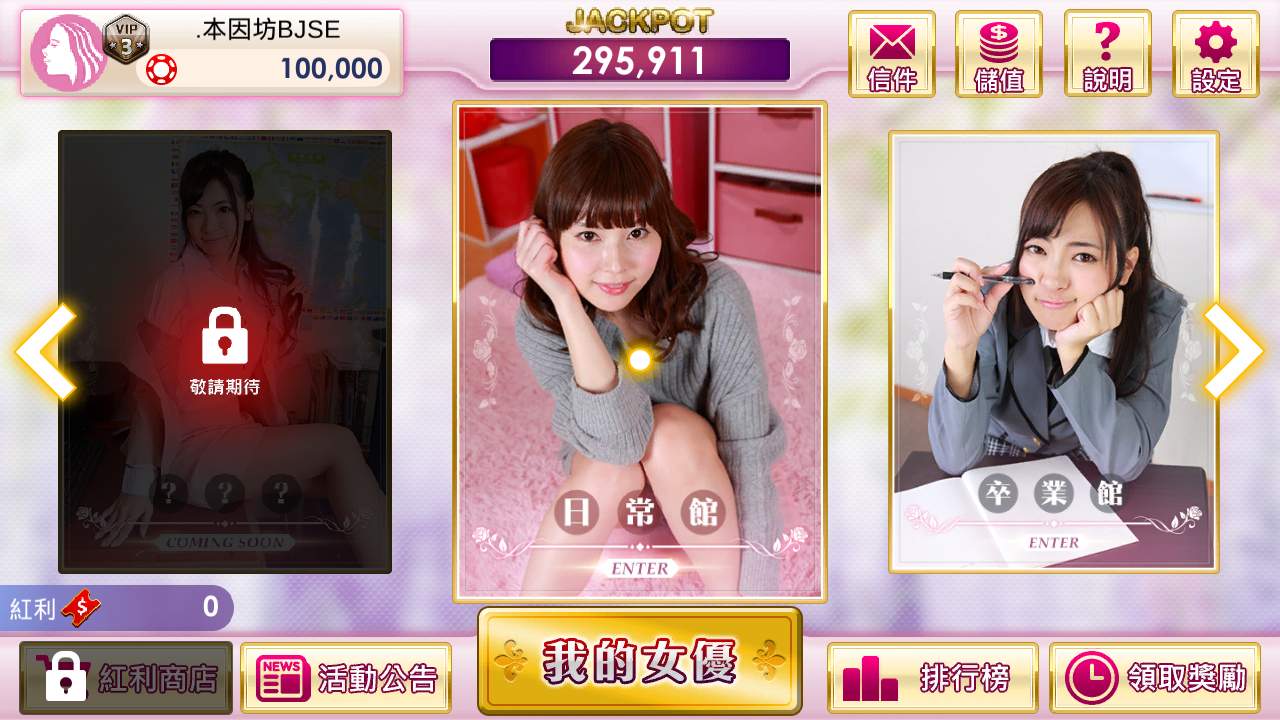 VIP
3
.本因坊BJSE
100,000
JACKPOT
295,911
信件
儲值
說明
設定
敬請期待
? ? ?
COMING SOON
日常館
ENTER
卒業館
ENTER
紅利
0
紅利商店
NEWS
活動公告
我的女優
排行榜
領取獎勵